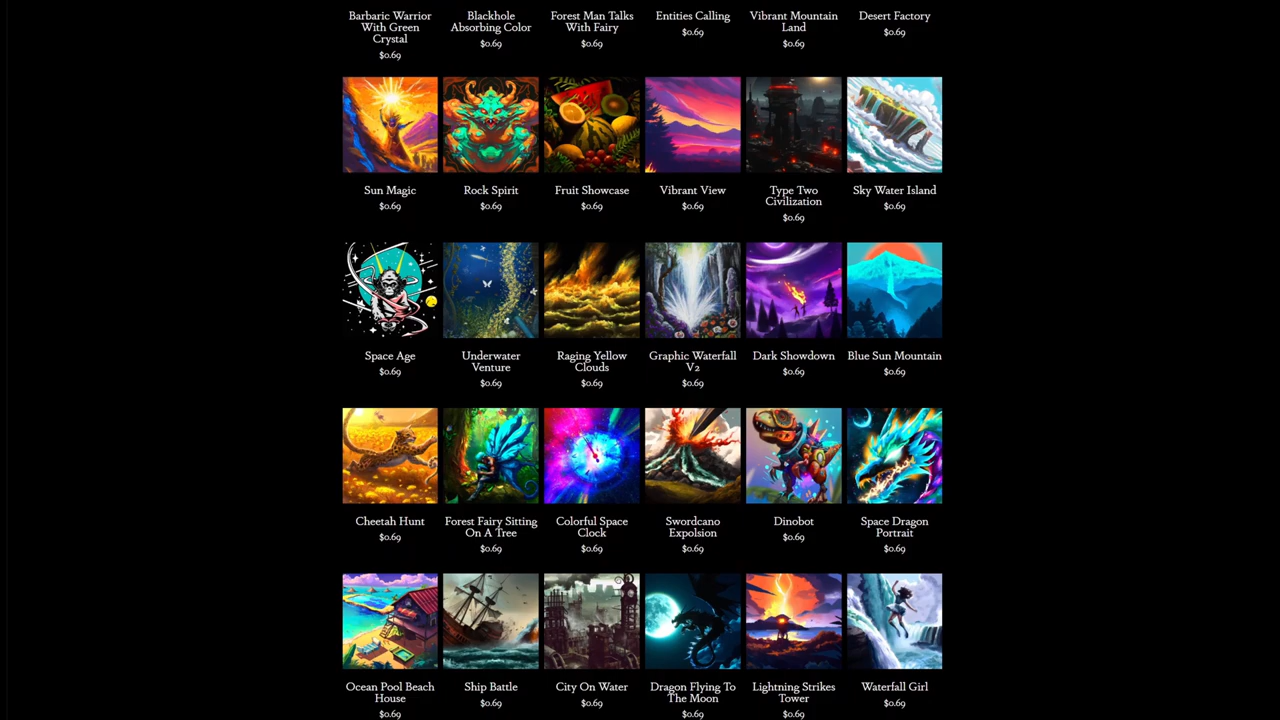 Barbaric Warrior
With Green
Crystal
$0.69
Blackhole
Absorbing Color
$0.69
Forest Man Talks
With Fairy
$0.69
Entities Calling
$0.69
Vibrant Mountain
Land
$0.69
Desert Factory
$0.69
Sun Magic
$0.69
Rock Spirit
$0.69
Fruit Showcase
$0.69
Vibrant View
$0.69
Type Two
Civilization
$0.69
Sky Water Island
$0.69
Space Age
$0.69
Underwater
Venture
$0.69
Raging Yellow
Clouds
$0.69
Graphic Waterfall
V2
$0.69
Dark Showdown
$0.69
Blue Sun Mountain
$0.69
Cheetah Hunt
$0.69
Forest Fairy Sitting
On A Tree
$0.69
Colorful Space
Clock
$0.69
Swordcano
Expolsion
$0.69
Dinobot
$0.69
Space Dragon
Portrait
$0.69
Ocean Pool Beach
House
$0.69
Ship Battle
$0.69
City On Water
$0.69
Dragon Flying To
The Moon
$0.69
Lightning Strikes
Tower
$0.69
Waterfall Girl
$0.69